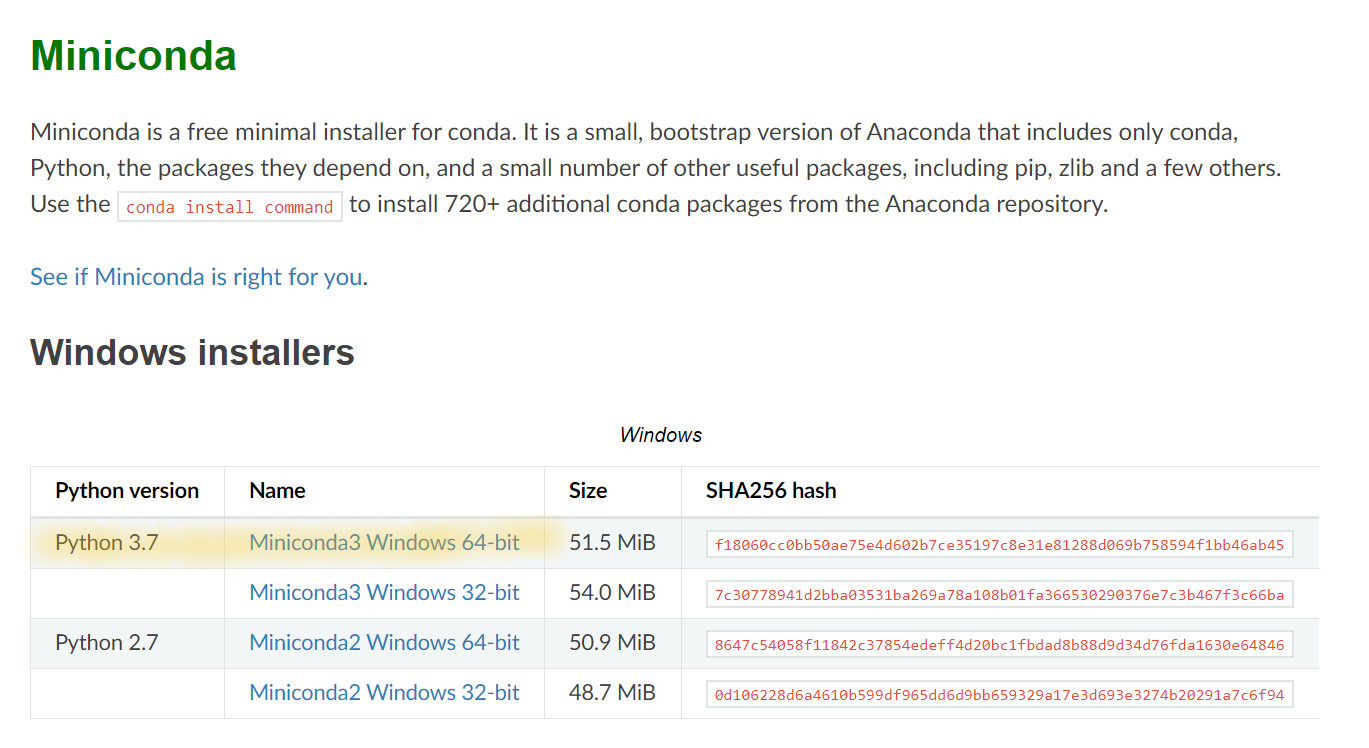 Miniconda
Miniconda is a free minimal installer for conda. It is a small, bootstrap version of Anaconda that includes only conda,
Python, the packages they depend on, and a small number of other useful packages, including pip, zlib and a few others.
Use the conda install command to install 720+ additional conda packages from the Anaconda repository.
See if Miniconda is right for you.
Windows installers
Windows
Python version Name Size SHA256 hash
Python 3.7 Miniconda3 Windows 64-bit 51.5 MiB f18060cc0bb50ae75e4d602b7ce35197c8e31e81288d069b758594f1bb46ab45
Miniconda3 Windows 32-bit 54.0 MiB 7c30778941d2bba03531ba269a78a108b01fa366530290376e7c3b467f3c66ba
Python 2.7 Miniconda2 Windows 64-bit 50.9 MiB 8647c54058f11842c37854edeff4d20bc1fbdad8b88d9d34d76fda1630e64846
Miniconda2 Windows 32-bit 48.7 MiB 0d106228d6a4610b599df965dd6d9bb659329a17e3d693e3274b20291a7c6f94